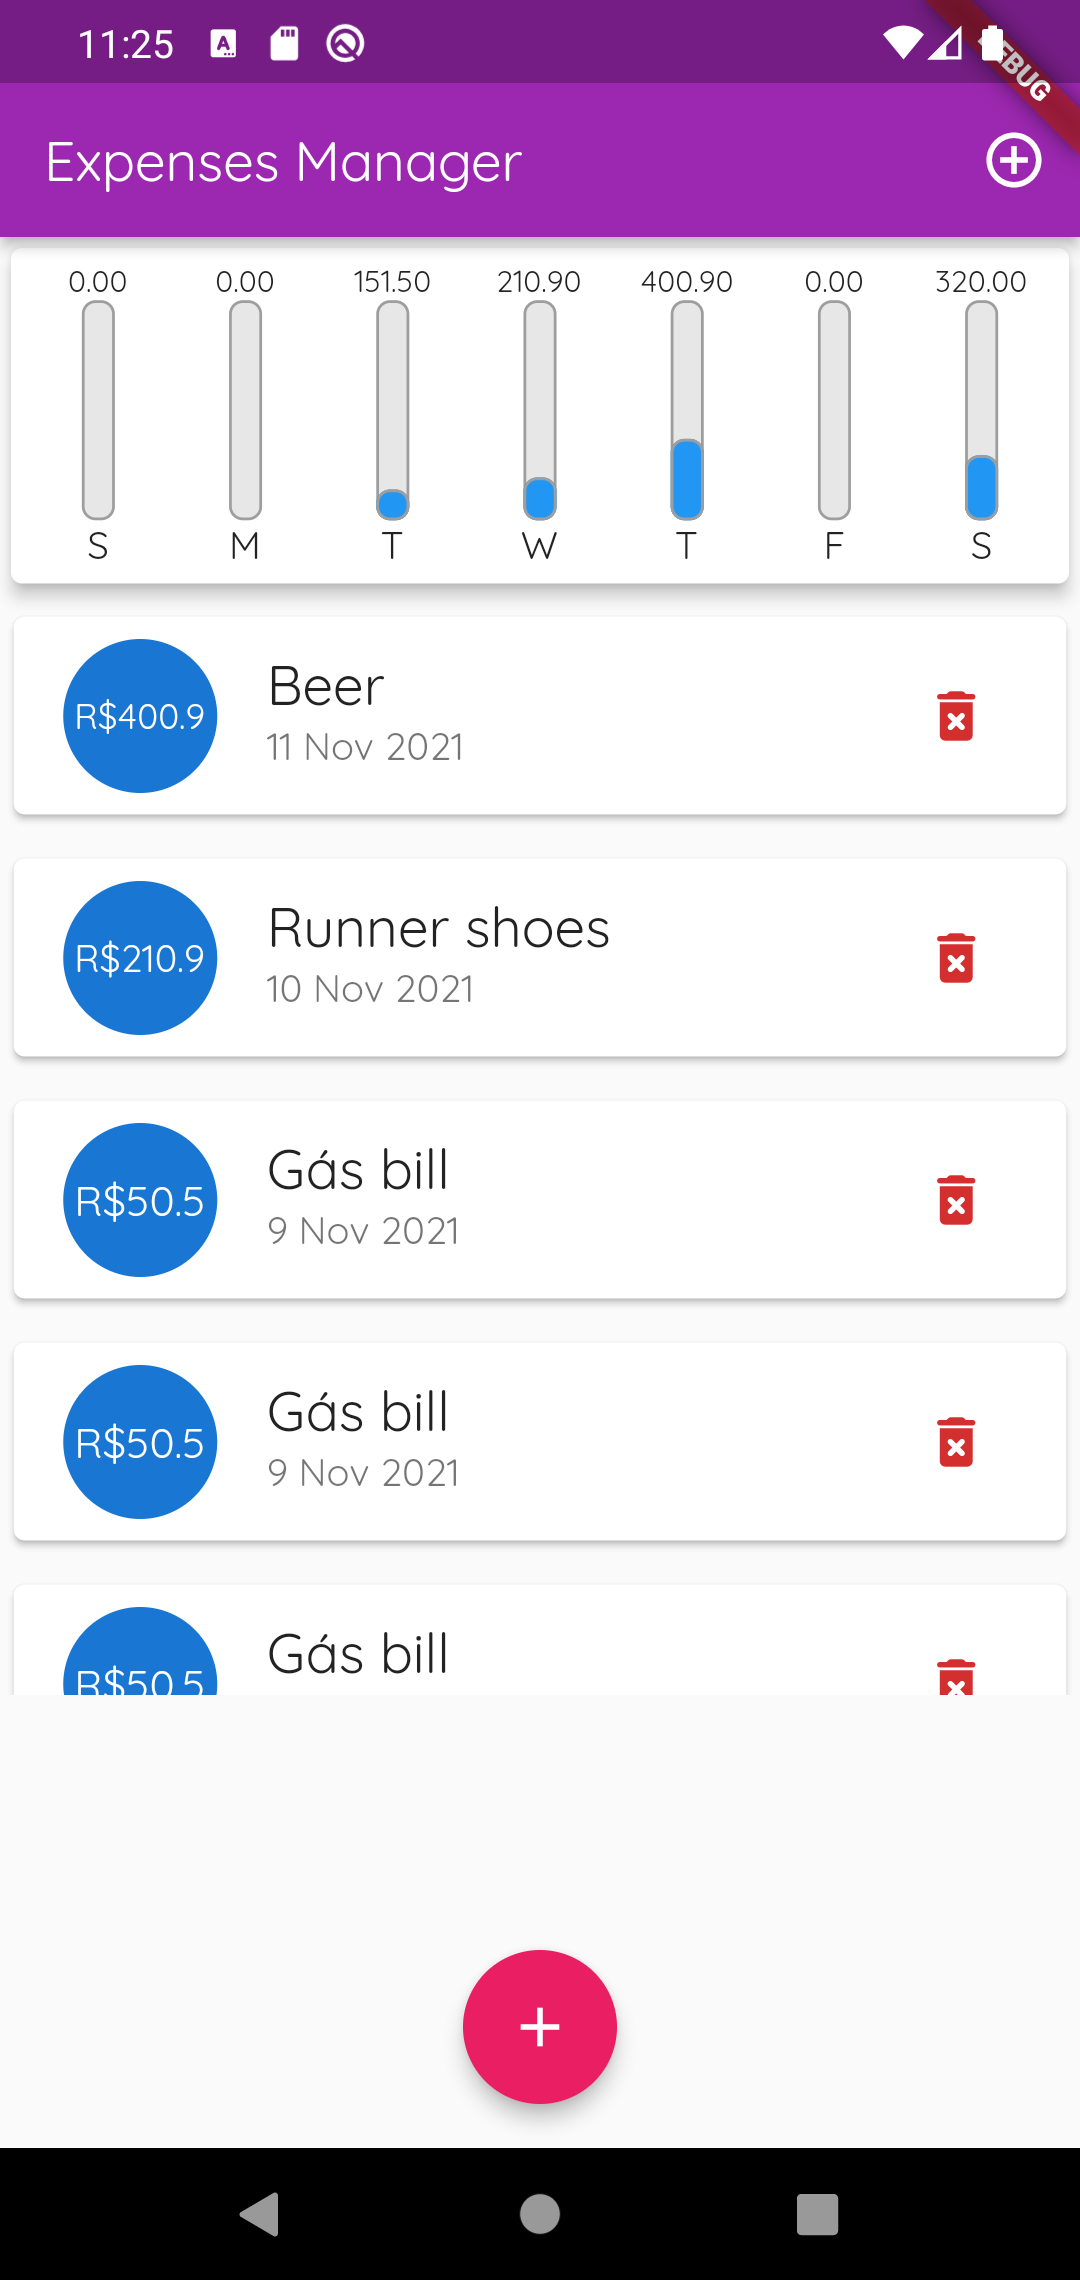 11:25
Expenses Manager
0.00 0.00 151.50 210.90 400.90 0.00 320.00
S M T W T F S
R$400.9
Beer
11 Nov 2021
R$210.9
Runner shoes
10 Nov 2021
R$50.5
Gás bill
9 Nov 2021
R$50.5
Gás bill
9 Nov 2021
R$50.5
Gás bill